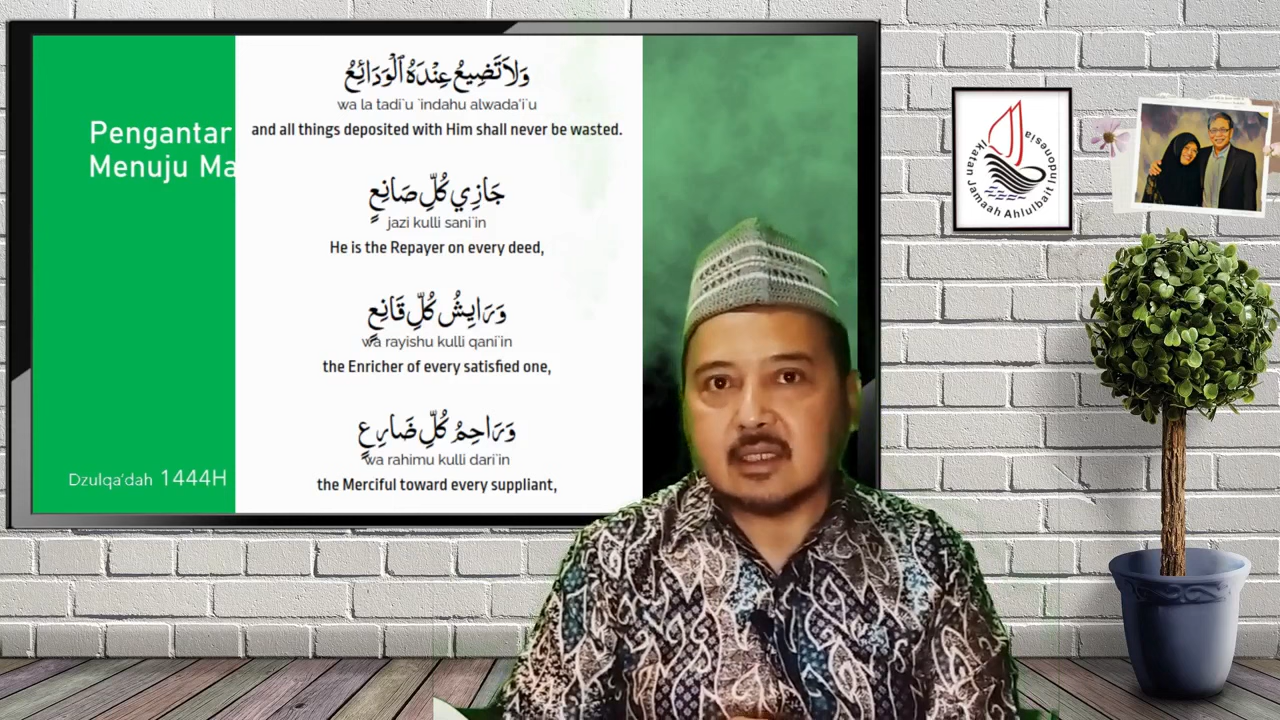 Pengantar
Menuju Ma
وَلَا تَضِيعُ عِنْدَهُ ٱلْوَدَائِعُ
wa la tadi`u `indahu alwada'i`u
and all things deposited with Him shall never be wasted.
جَازِي كُلِّ صَانِعٍ
jazi kulli sani`in
He is the Repayer on every deed,
وَرَايِشُ كُلِّ قَانِعٍ
wa rayishu kulli qani`in
the Enricher of every satisfied one,
وَرَاحِمُ كُلِّ ضَارِعٍ
wa rahimu kulli dari`in
the Merciful toward every suppliant,
Dzulqa’dah 1444H
Ikatan Jamaah Ahlulbait Indonesia